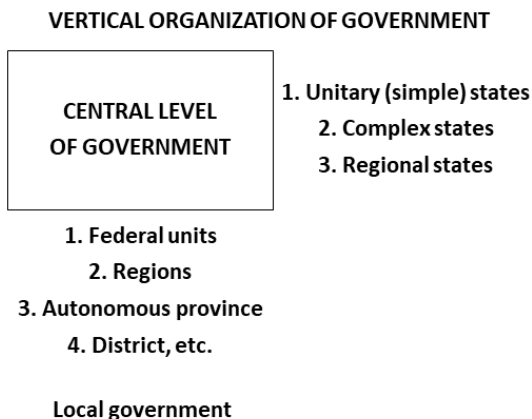 VERTICAL ORGANIZATION OF GOVERNMENT
CENTRAL LEVEL
OF GOVERNMENT
1. Unitary (simple) states
2. Complex states
3. Regional states
1. Federal units
2. Regions
3. Autonomous province
4. District, etc.
Local government